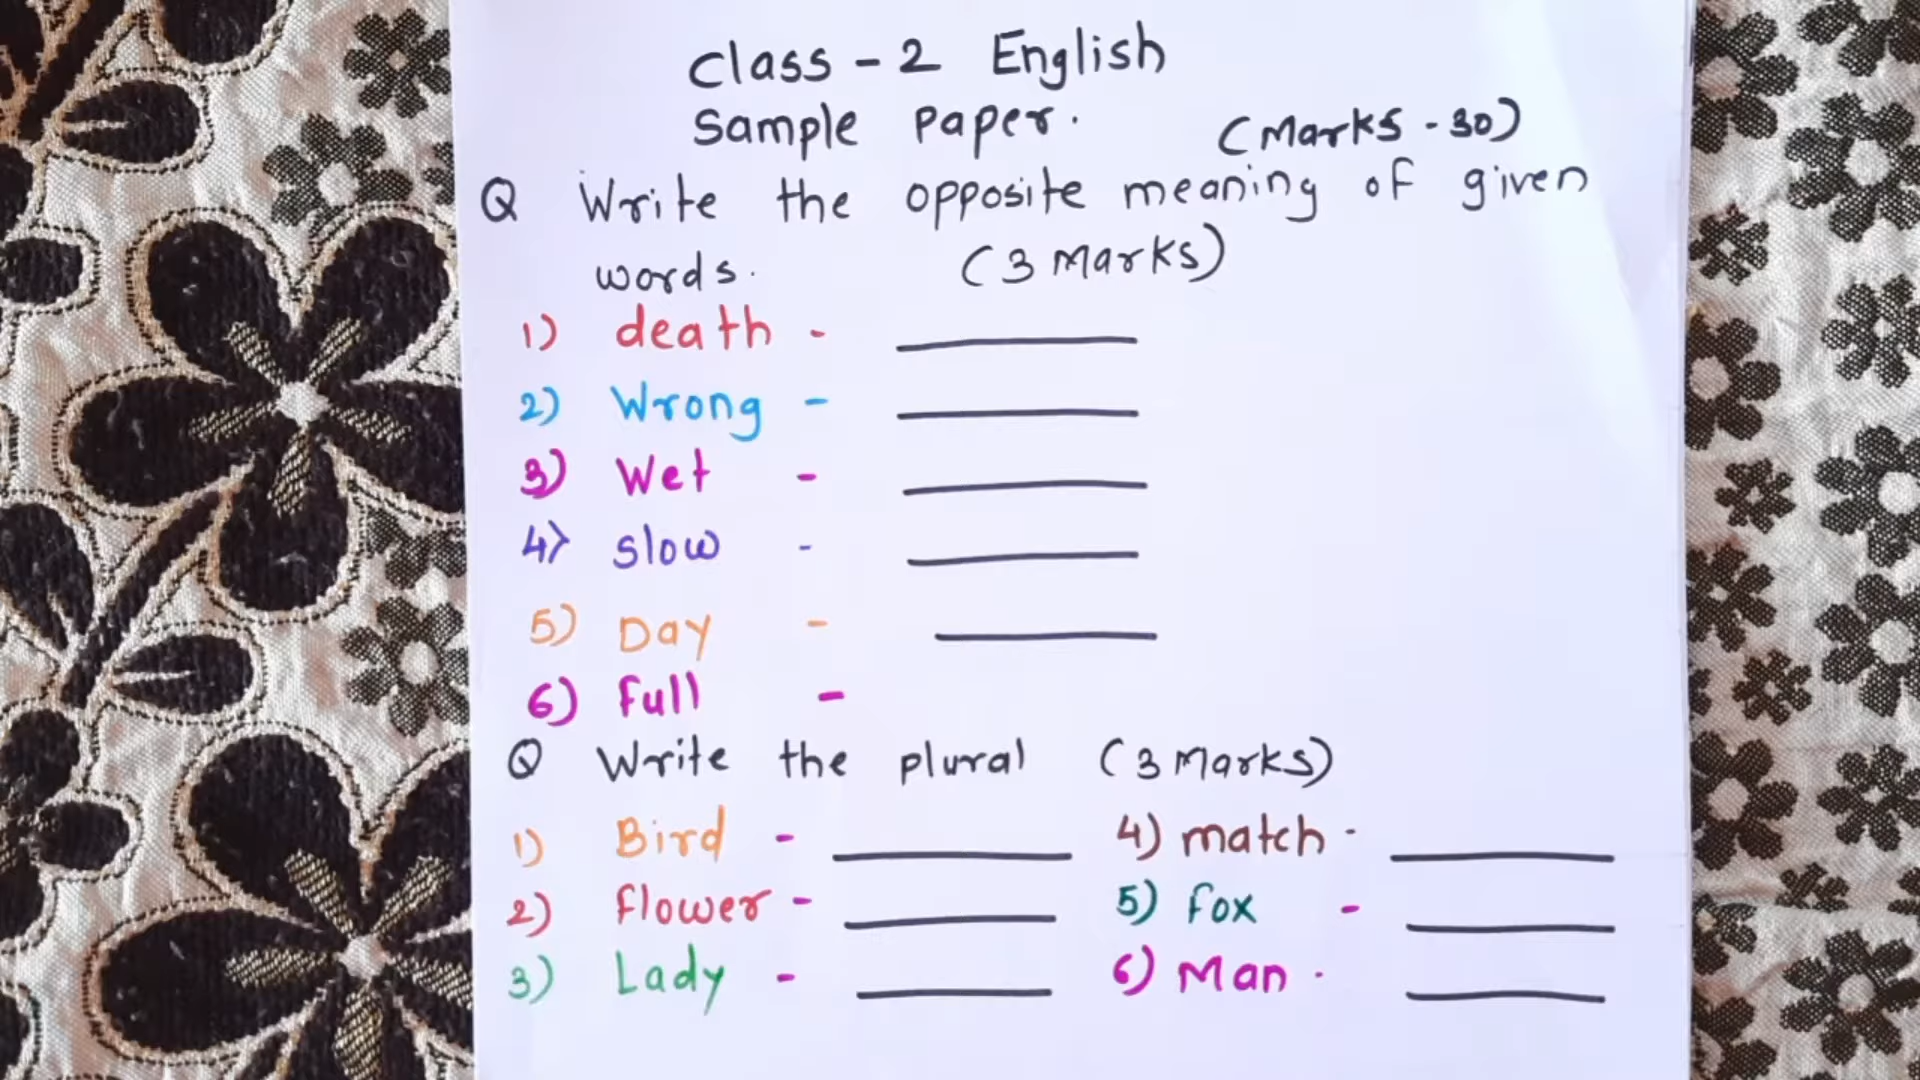 Class - 2 English
Sample Paper.
(Marks - 30)
Q Write the opposite meaning of given
words. (3 Marks)
1) death -
2) Wrong -
3) Wet -
4) slow -
5) Day -
6) Full -
Q Write the plural (3 Marks)
1) Bird - 4) match -
2) Flower - 5) Fox -
3) Lady - 6) Man -